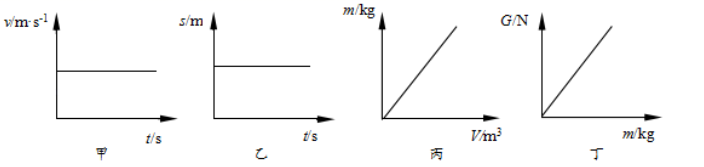 v/m·s-1
t/s
甲
s/m
t/s
乙
m/kg
V/m3
丙
G/N
m/kg
丁